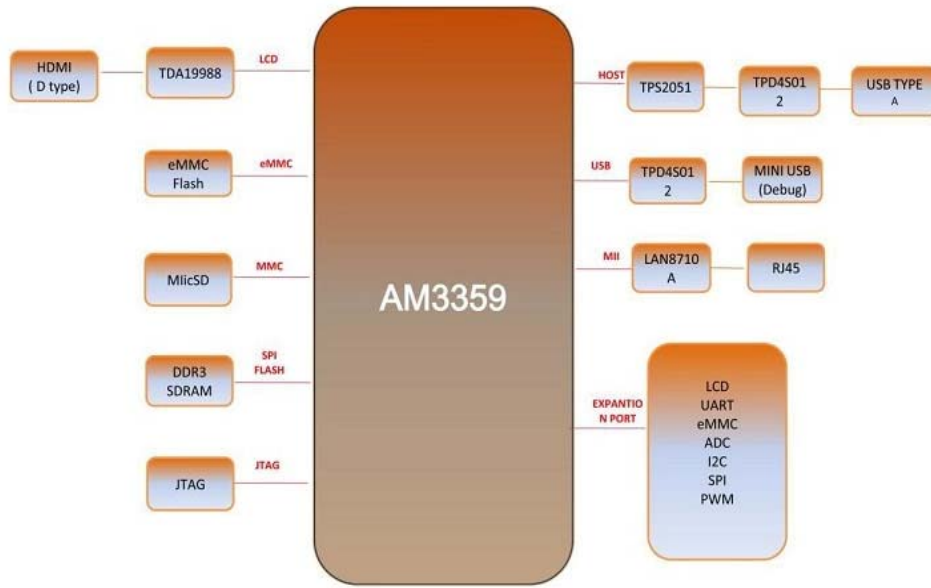 HDMI
( D type)
TDA19988
LCD
eMMC
Flash
eMMC
MIicSD
MMC
DDR3
SDRAM
SPI
FLASH
JTAG
JTAG
AM3359
HOST
TPS2051
TPD4S01
2
USB TYPE
A
USB
TPD4S01
2
MINI USB
(Debug)
MII
LAN8710
A
RJ45
EXPANTIO
N PORT
LCD
UART
eMMC
ADC
I2C
SPI
PWM